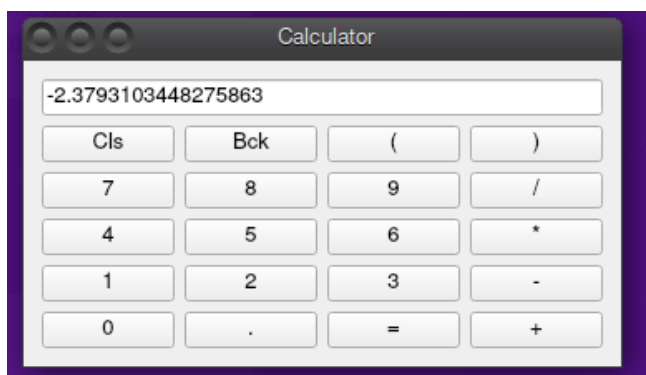 Calculator
-2.3793103448275863
Cls Bck ( )
7 8 9 /
4 5 6 *
1 2 3 -
0 . = +